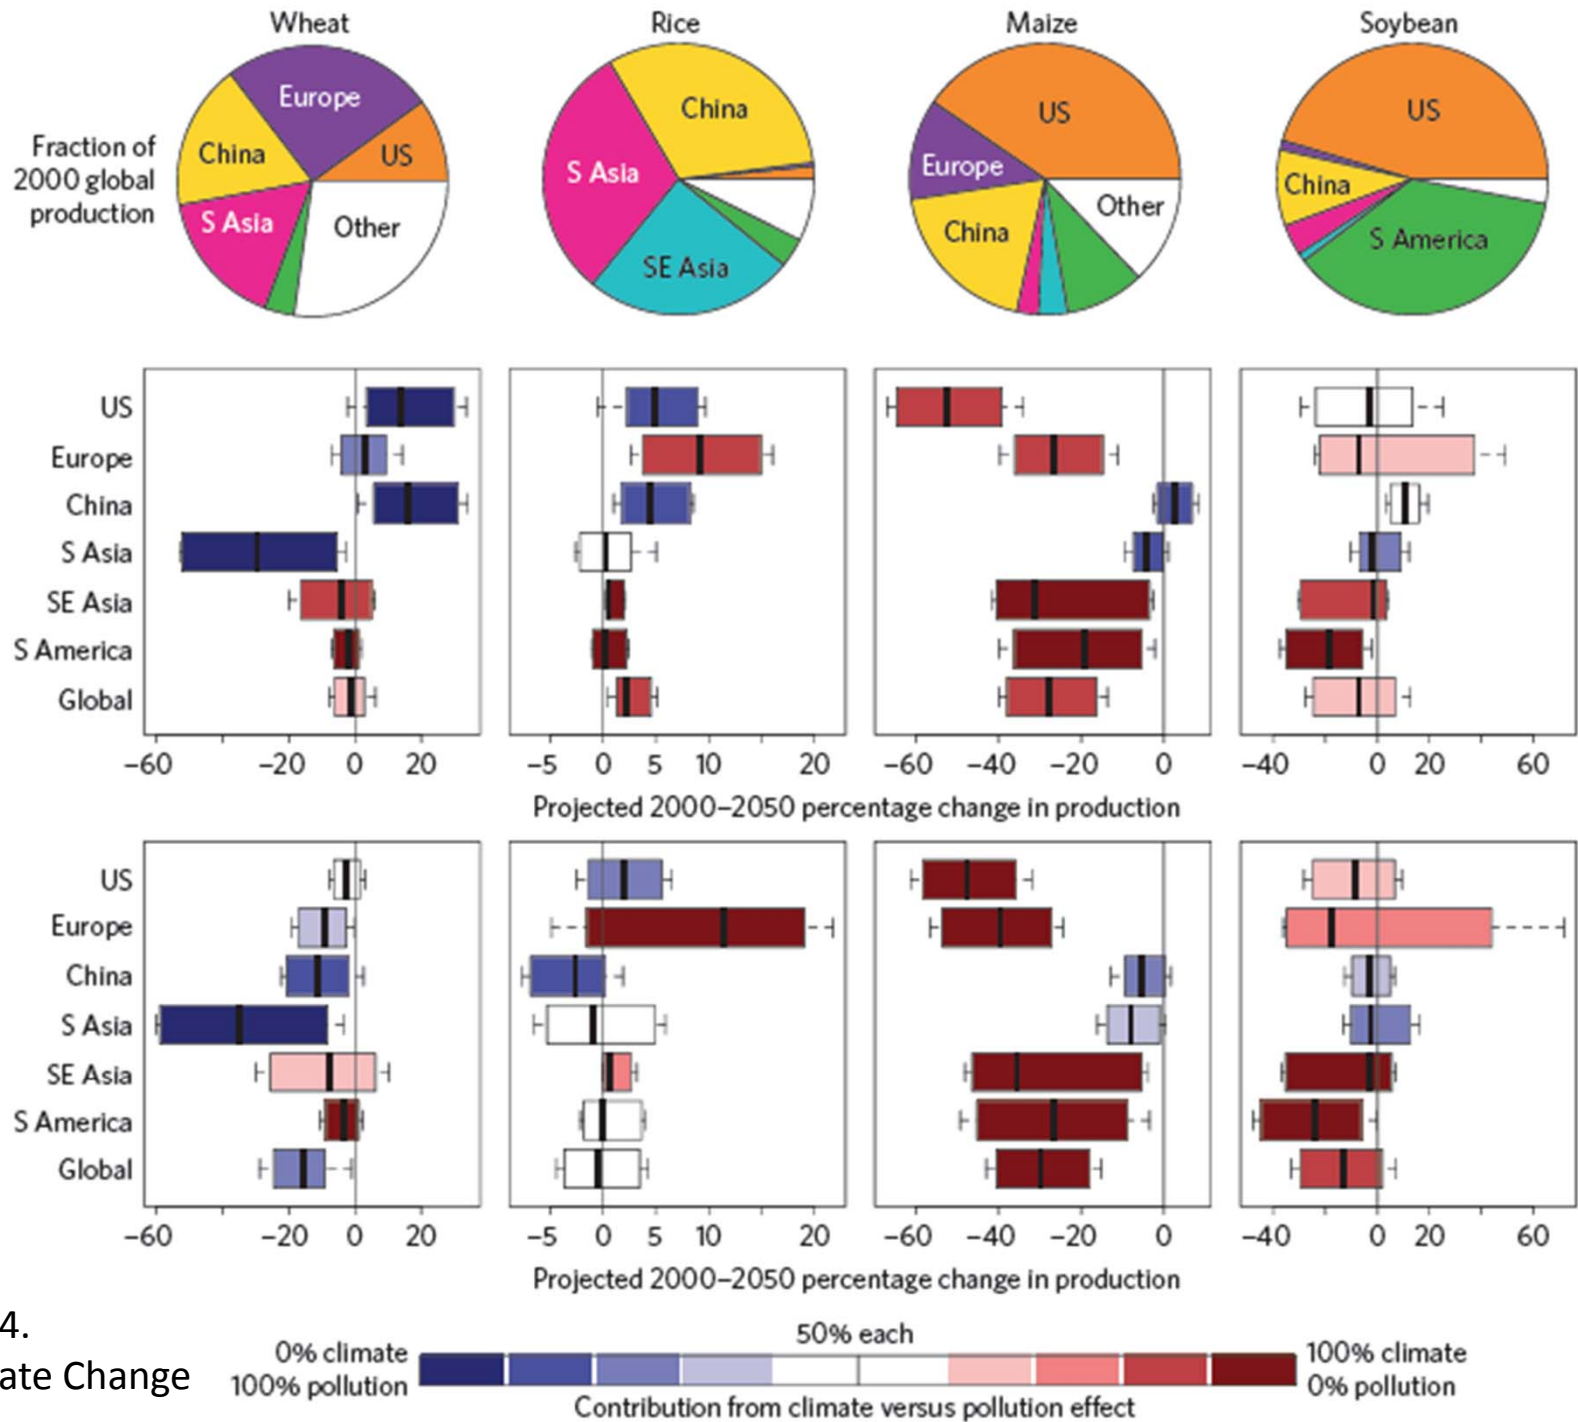 Wheat
Rice
Maize
Soybean
Fraction of
2000 global
production
Europe
China
US
S Asia
Other
China
S Asia
SE Asia
US
Europe
China
Other
US
China
S America
US
Europe
China
S Asia
SE Asia
S America
Global
−60 −20 0 20
−5 0 5 10 20
−60 −40 −20 0
−40 0 20 60
Projected 2000–2050 percentage change in production
US
Europe
China
S Asia
SE Asia
S America
Global
−60 −20 0 20
−5 0 5 10 20
−60 −40 −20 0
−40 0 20 60
Projected 2000–2050 percentage change in production
4.
ate Change
50% each
0% climate
100% pollution
100% climate
0% pollution
Contribution from climate versus pollution effect